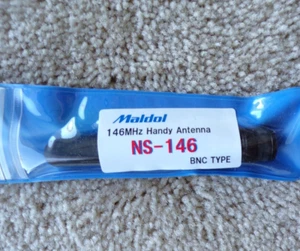 Maldol
146MHz Handy Antenna
NS-146
BNC TYPE